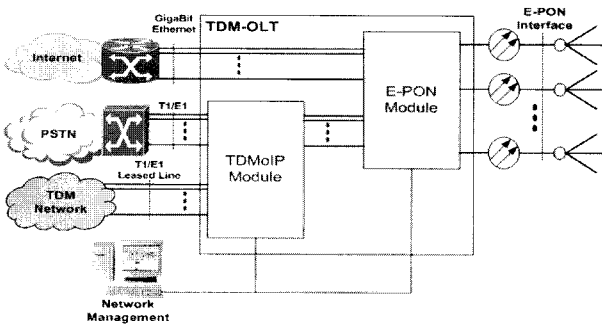 GigaBit
Ethernet
TDM-OLT
E-PON
Interface
Internet
E-PON
Module
T1/E1
PSTN
TDMoIP
Module
T1/E1
Leased Line
TDM
Network
Network
Management